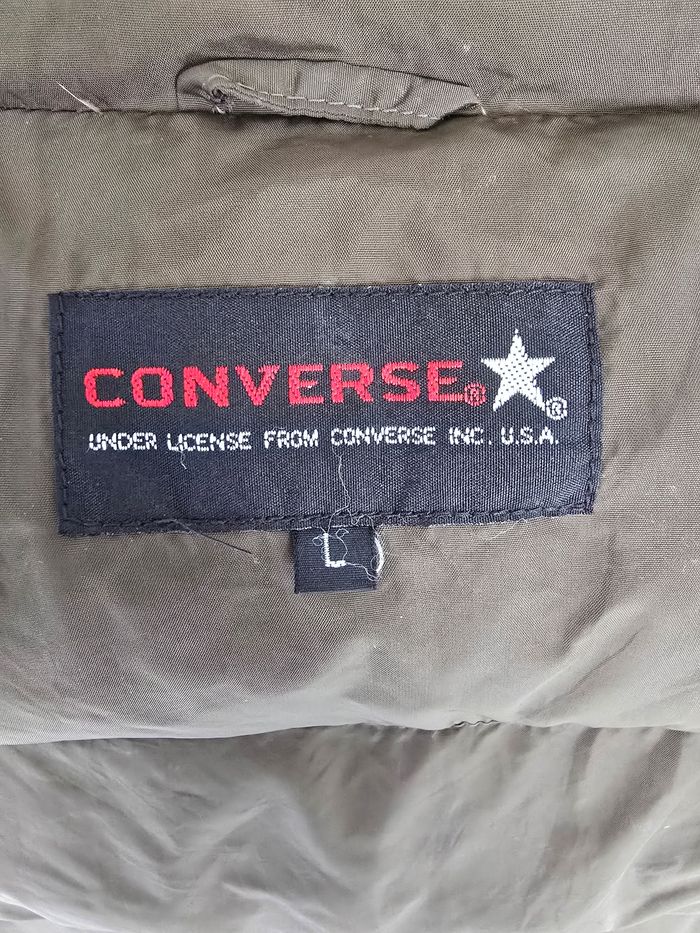 CONVERSE® ★®
UNDER LICENSE FROM CONVERSE INC. U.S.A.
L